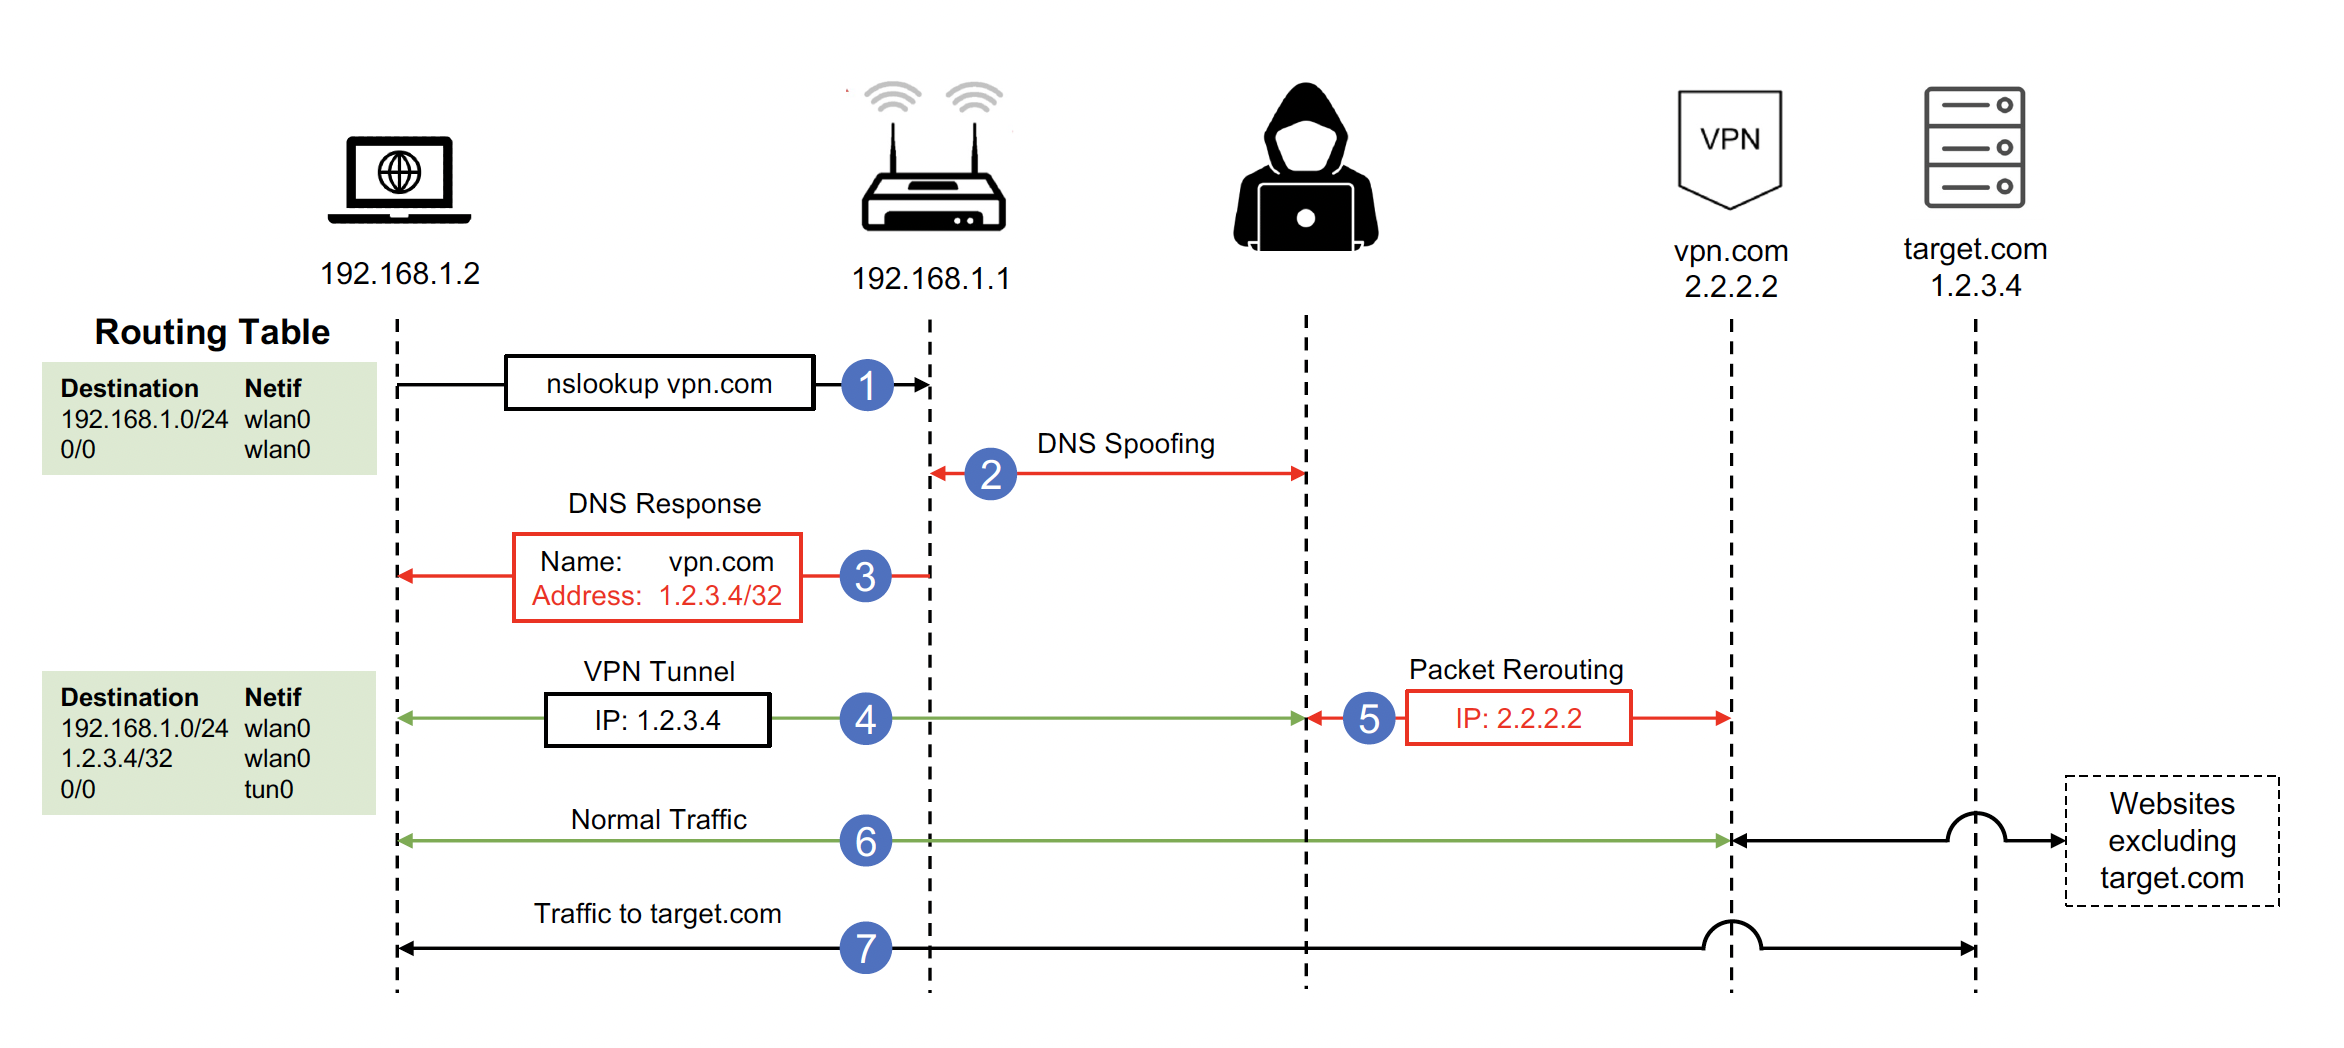 VPN
192.168.1.2
192.168.1.1
vpn.com
2.2.2.2
target.com
1.2.3.4
Routing Table
Destination Netif
192.168.1.0/24 wlan0
0/0 wlan0
nslookup vpn.com
1
DNS Spoofing
2
DNS Response
Name: vpn.com
Address: 1.2.3.4/32
3
Destination Netif
192.168.1.0/24 wlan0
1.2.3.4/32 wlan0
0/0 tun0
VPN Tunnel
IP: 1.2.3.4
4
Packet Rerouting
5
IP: 2.2.2.2
Normal Traffic
6
Websites
excluding
target.com
Traffic to target.com
7